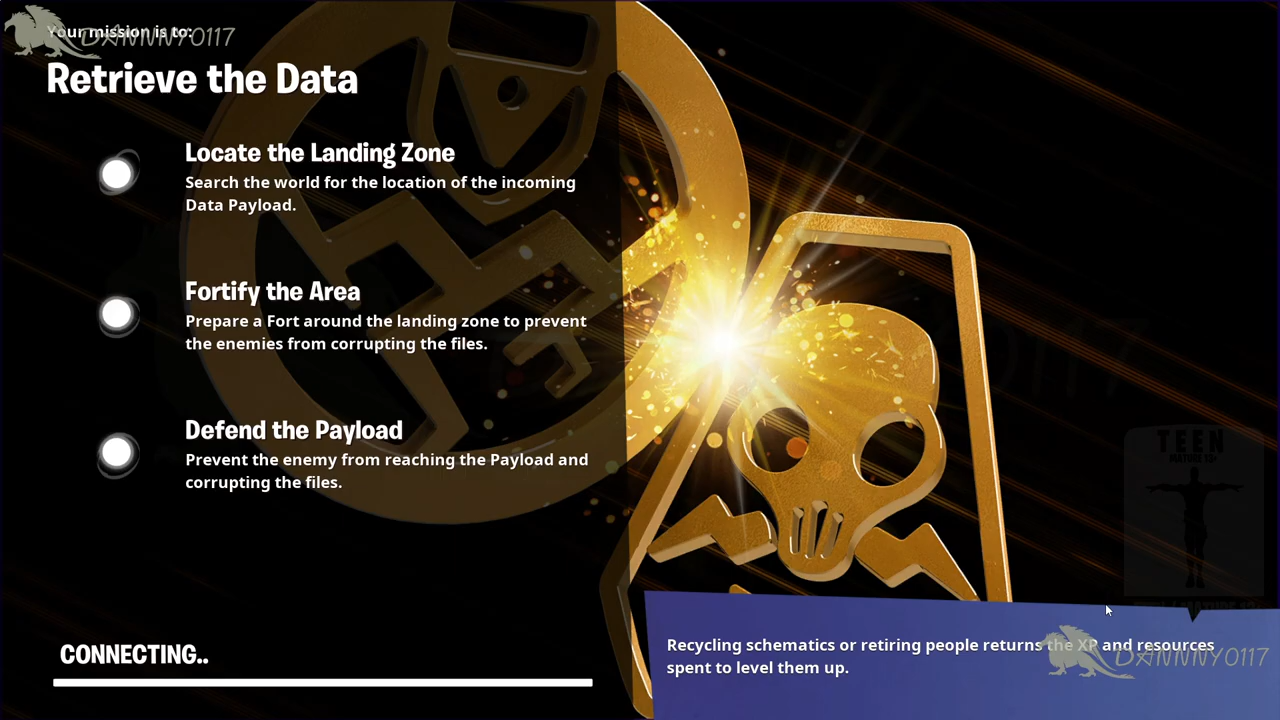 Your mission is to:
DANNNY0117
Retrieve the Data
Locate the Landing Zone
Search the world for the location of the incoming
Data Payload.
Fortify the Area
Prepare a Fort around the landing zone to prevent
the enemies from corrupting the files.
Defend the Payload
Prevent the enemy from reaching the Payload and
corrupting the files.
TEEN
MATURE
CONNECTING..
Recycling schematics or retiring people returns the XP and resources
spent to level them up.
DANNNY0117